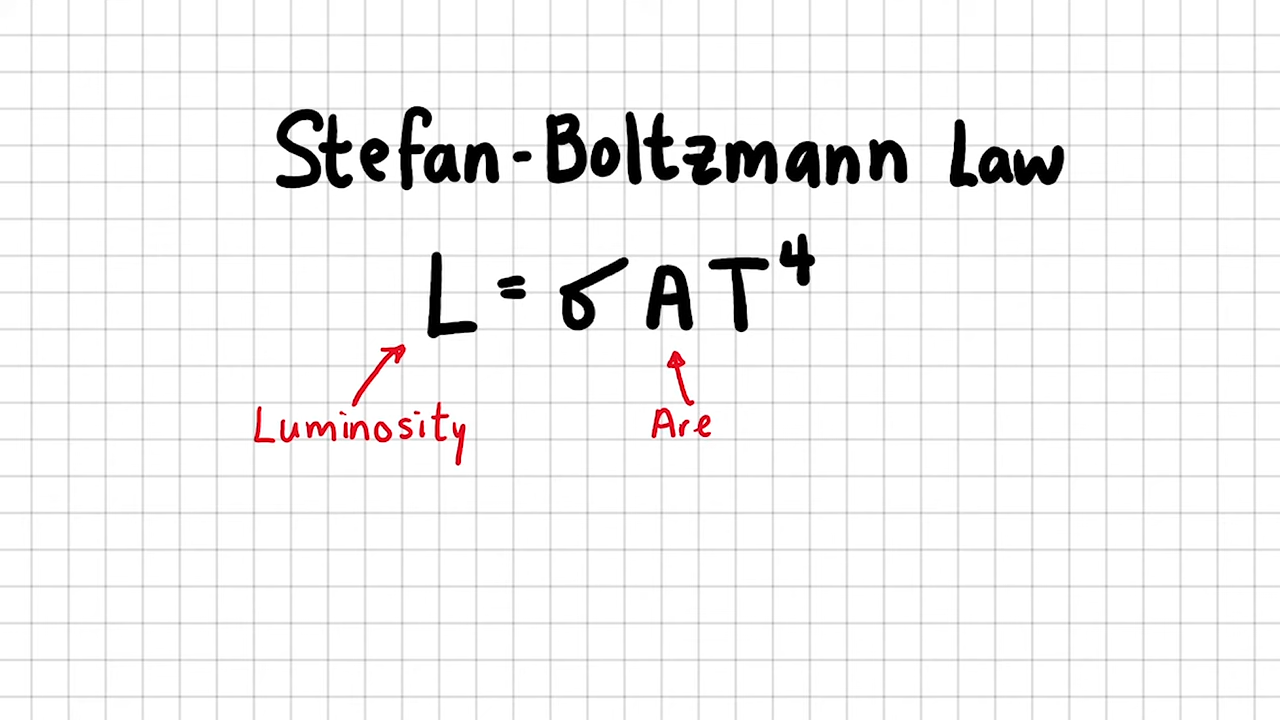 Stefan-Boltzmann Law
L = σ A T⁴
Luminosity Are